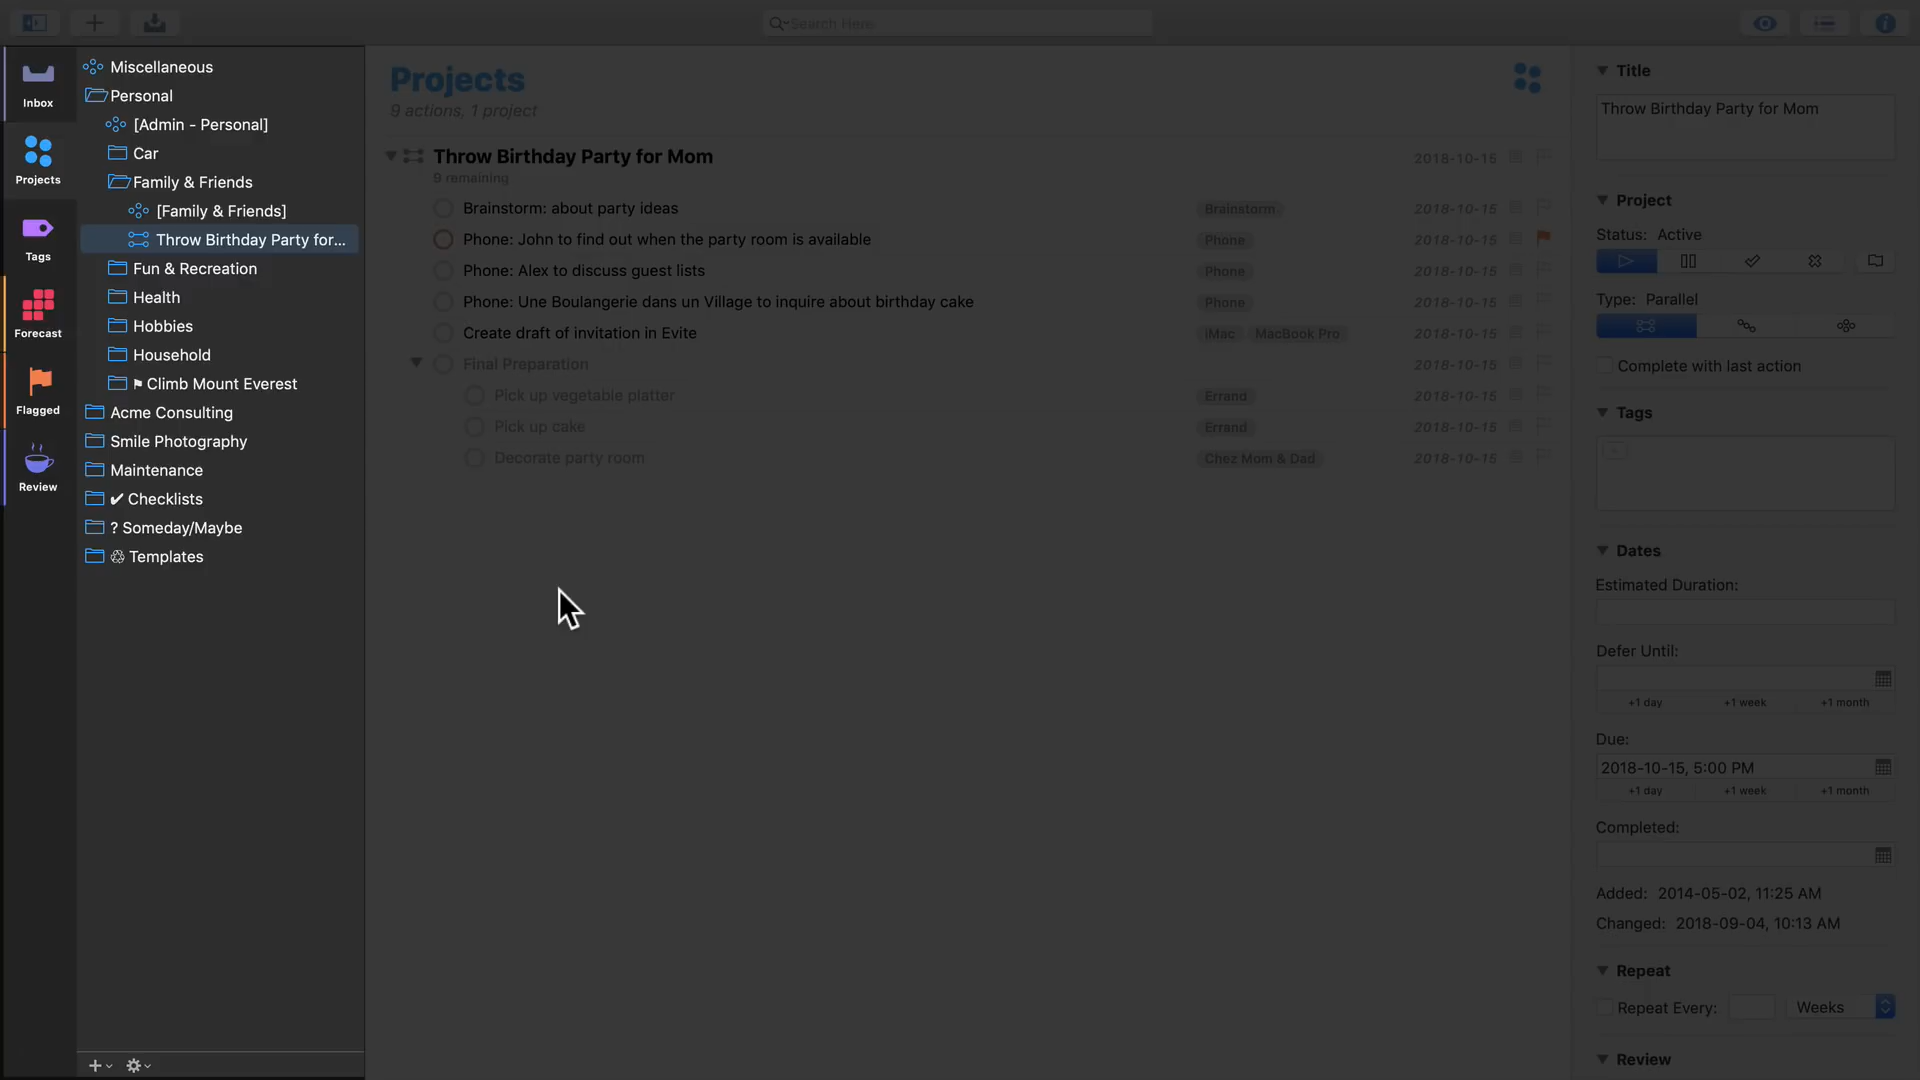 Search Here
Inbox
Projects
Tags
Forecast
Flagged
Review
Miscellaneous
Personal
[Admin - Personal]
Car
Family & Friends
[Family & Friends]
Throw Birthday Party for...
Fun & Recreation
Health
Hobbies
Household
⚑ Climb Mount Everest
Acme Consulting
Smile Photography
Maintenance
✔ Checklists
? Someday/Maybe
♲ Templates
Projects
9 actions, 1 project
Throw Birthday Party for Mom 2018-10-15
9 remaining
Brainstorm: about party ideas Brainstorm 2018-10-15
Phone: John to find out when the party room is available Phone 2018-10-15
Phone: Alex to discuss guest lists Phone 2018-10-15
Phone: Une Boulangerie dans un Village to inquire about birthday cake Phone 2018-10-15
Create draft of invitation in Evite iMac MacBook Pro 2018-10-15
Final Preparation 2018-10-15
Pick up vegetable platter Errand 2018-10-15
Pick up cake Errand 2018-10-15
Decorate party room Chez Mom & Dad 2018-10-15
Title
Throw Birthday Party for Mom
Project
Status: Active
Type: Parallel
Complete with last action
Tags
Dates
Estimated Duration:
Defer Until:
+1 day +1 week +1 month
Due:
2018-10-15, 5:00 PM
+1 day +1 week +1 month
Completed:
Added: 2014-05-02, 11:25 AM
Changed: 2018-09-04, 10:13 AM
Repeat
Repeat Every: Weeks
Review